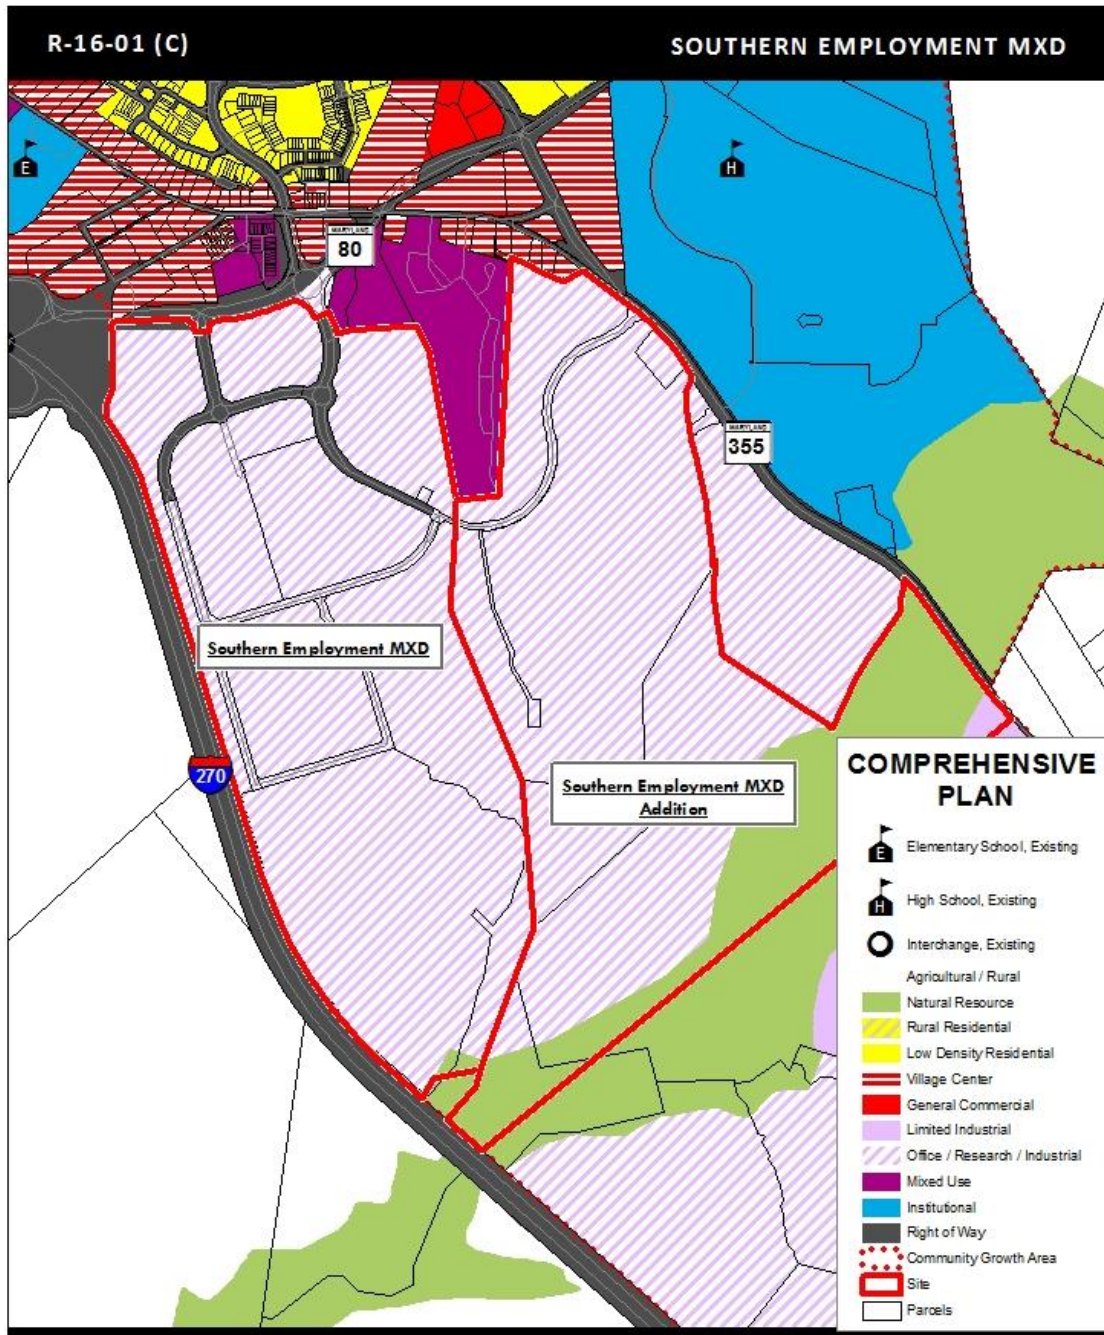 R-16-01 (C)
SOUTHERN EMPLOYMENT MXD
E
H
MARYLAND
80
MARYLAND
355
Southern Employment MXD
270
Southern Employment MXD
Addition
COMPREHENSIVE
PLAN
E Elementary School, Existing
H High School, Existing
Interchange, Existing
Agricultural / Rural
Natural Resource
Rural Residential
Low Density Residential
Village Center
General Commercial
Limited Industrial
Office / Research / Industrial
Mixed Use
Institutional
Right of Way
Community Growth Area
Site
Parcels